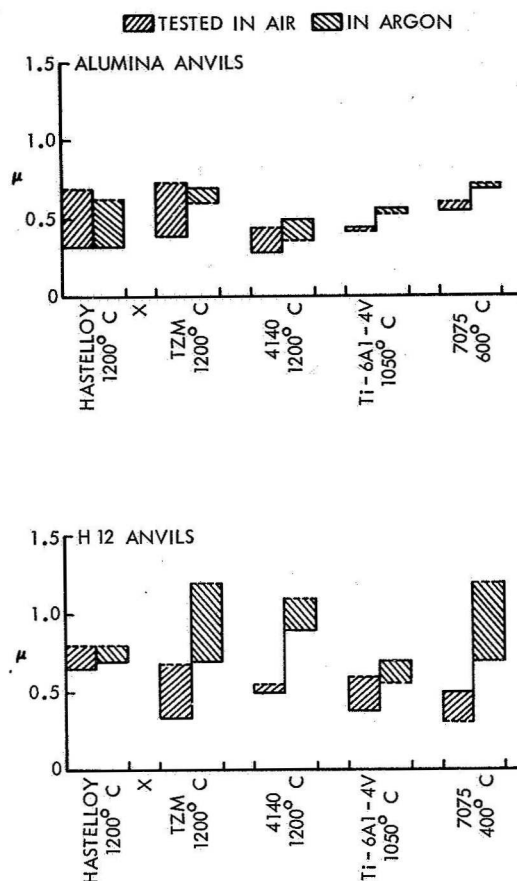 TESTED IN AIR IN ARGON
ALUMINA ANVILS
1.5
1.0
μ
0.5
0
HASTELLOY X
1200° C
TZM
1200° C
4140
1200° C
Ti-6Al-4V
1050° C
7075
600° C
H 12 ANVILS
1.5
1.0
μ
0.5
0
HASTELLOY X
1200° C
TZM
1200° C
4140
1200° C
Ti-6Al-4V
1050° C
7075
400° C